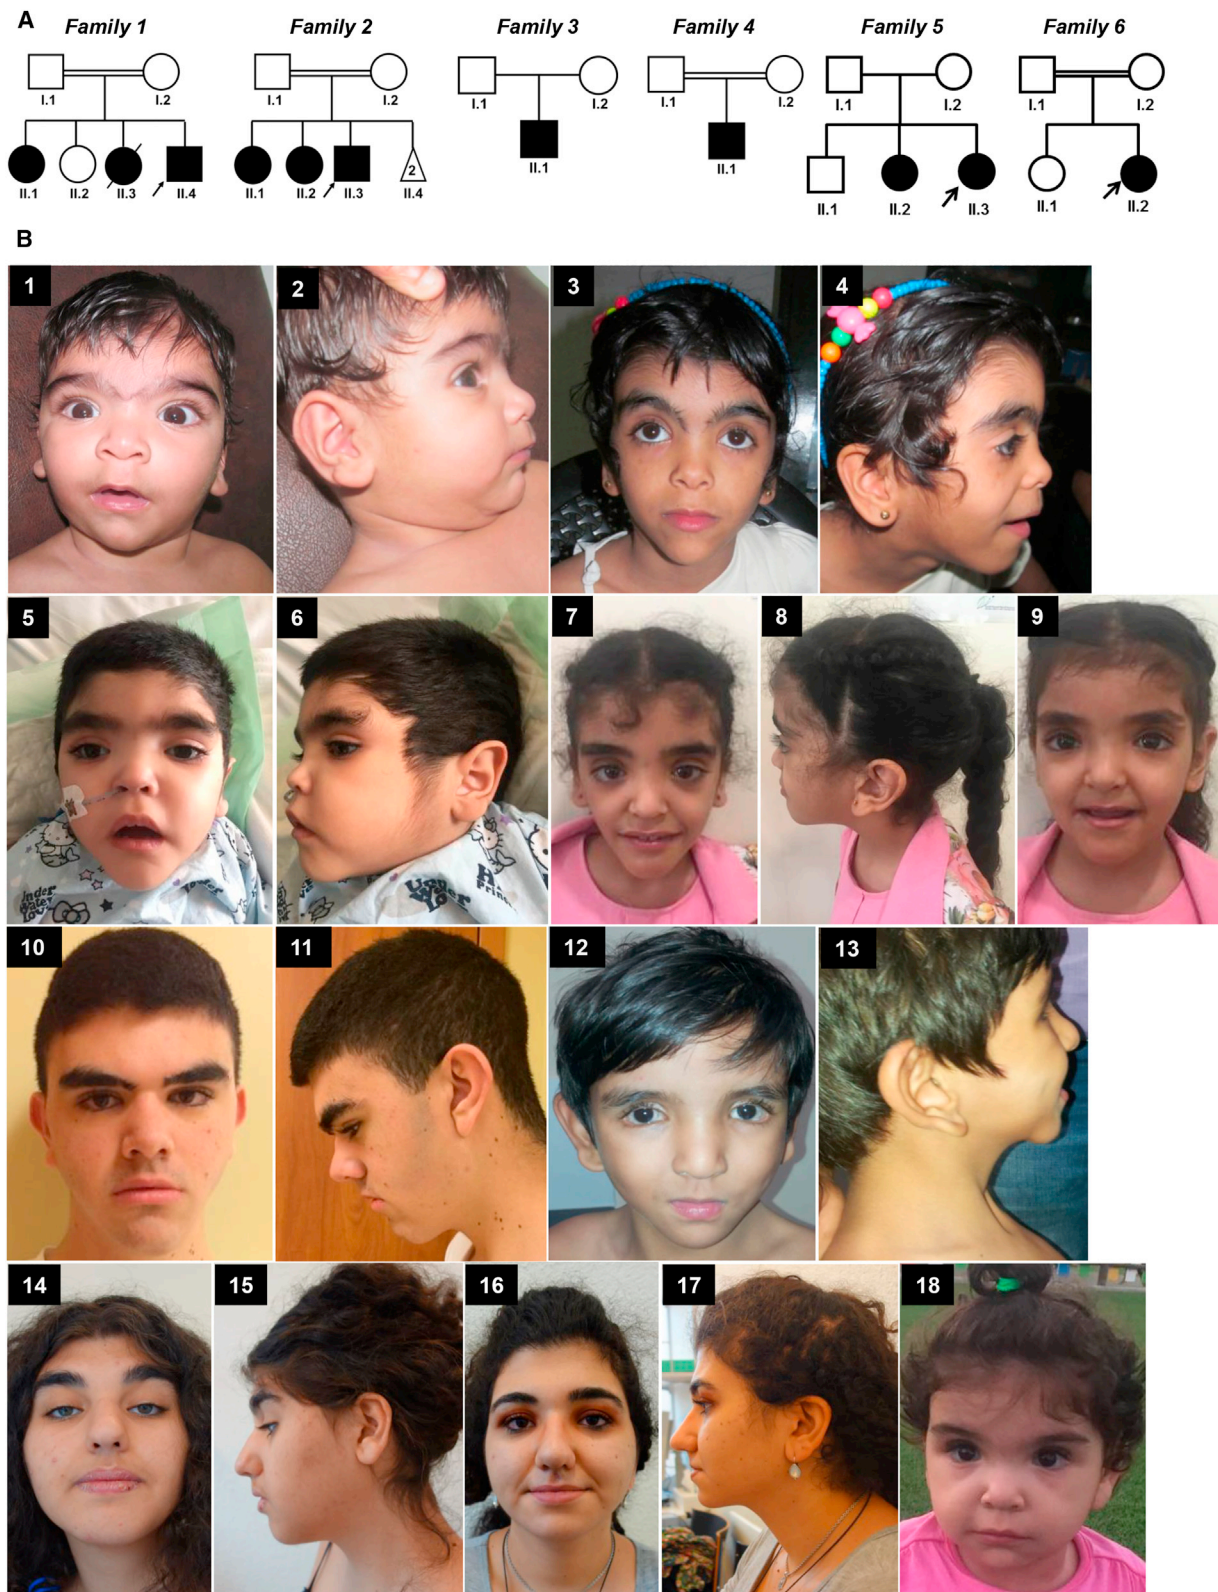 A
Family 1 Family 2 Family 3 Family 4 Family 5 Family 6
I.1 I.2 I.1 I.2 I.1 I.2 I.1 I.2 I.1 I.2 I.1 I.2
2
II.1 II.2 II.3 II.4 II.1 II.2 II.3 II.4 II.1 II.1 II.1 II.2 II.3 II.1 II.2
B
1 2 3 4
5 6 7 8 9
10 11 12 13
14 15 16 17 18